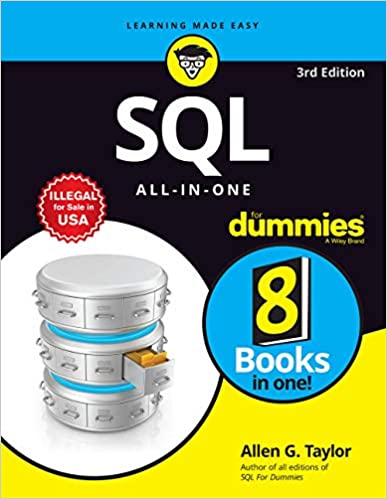 LEARNING MADE EASY
3rd Edition
SQL
ALL-IN-ONE
for
dummies
A Wiley Brand
ILLEGAL
for Sale in
USA
8
Books
in one!
Allen G. Taylor
Author of all editions of
SQL For Dummies